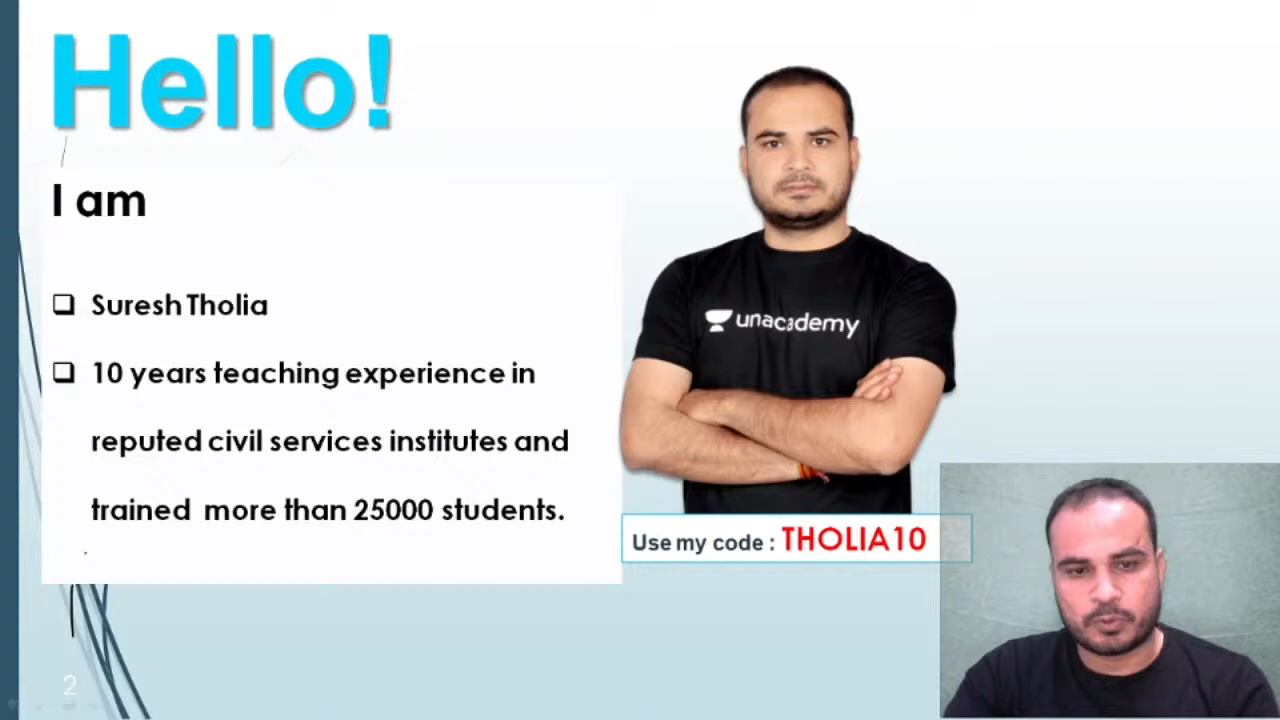 Hello!
I am
Suresh Tholia
10 years teaching experience in
reputed civil services institutes and
trained more than 25000 students.
unacademy
Use my code : THOLIA10
2